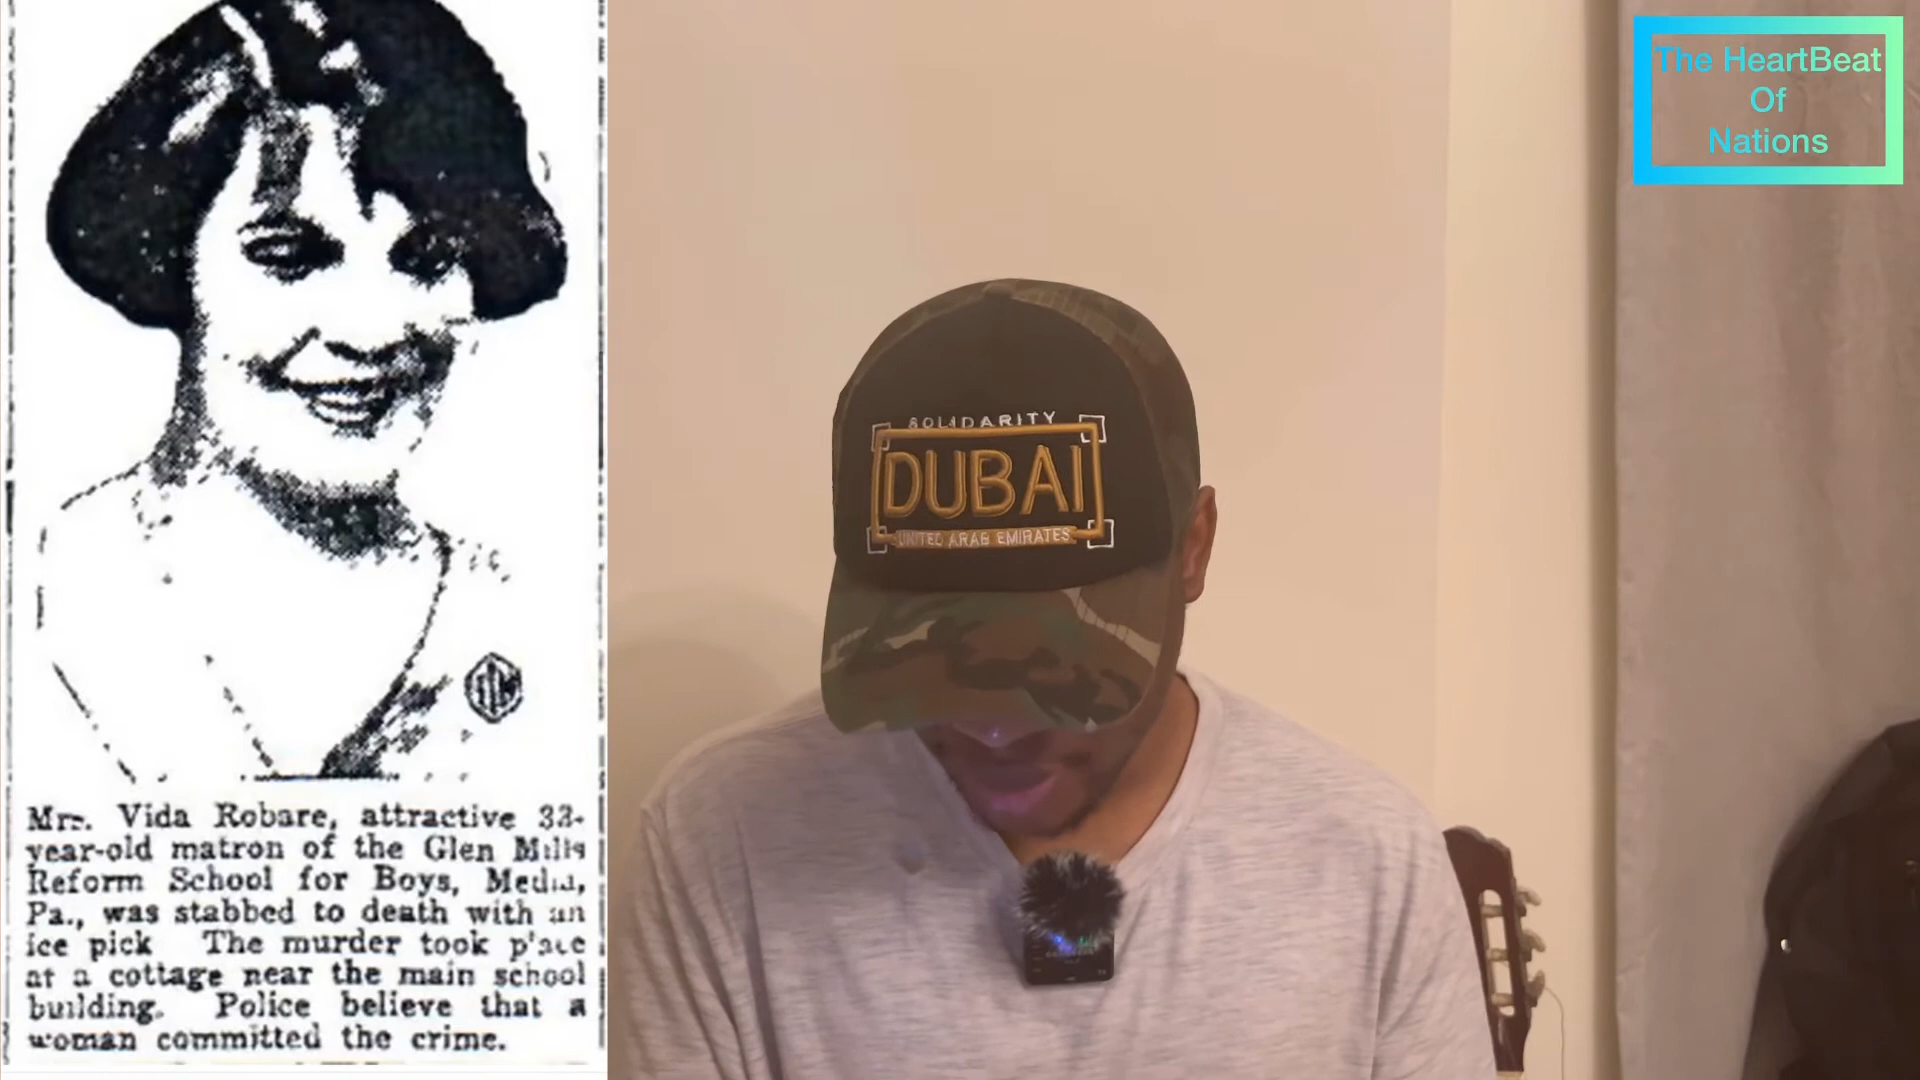 Mrs. Vida Robare, attractive 33-
year-old matron of the Glen Mills
Reform School for Boys, Media,
Pa., was stabbed to death with an
ice pick The murder took place
at a cottage near the main school
building. Police believe that a
woman committed the crime.
SOLIDARITY
DUBAI
UNITED ARAB EMIRATES
The HeartBeat
Of
Nations